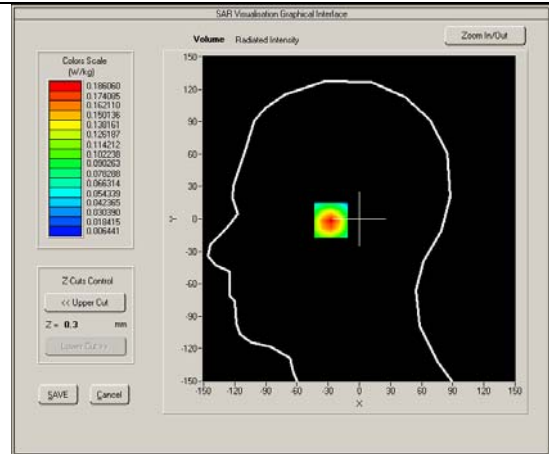 SAR Visualisation Graphical Interface
Volume Radiated Intensity
Zoom In/Out
Colors Scale
(W/kg)
0.186060
0.174085
0.162110
0.150136
0.138161
0.126187
0.114212
0.102238
0.090263
0.078288
0.066314
0.054339
0.042365
0.030390
0.018415
0.006441
Z Cuts Control
<< Upper Cut
Z = 0.3 mm
Lower Cut >>
SAVE Cancel
150
120
90
60
30
0
-30
-60
-90
-120
-150
Y
-150 -120 -90 -60 -30 0 30 60 90 120 150
X